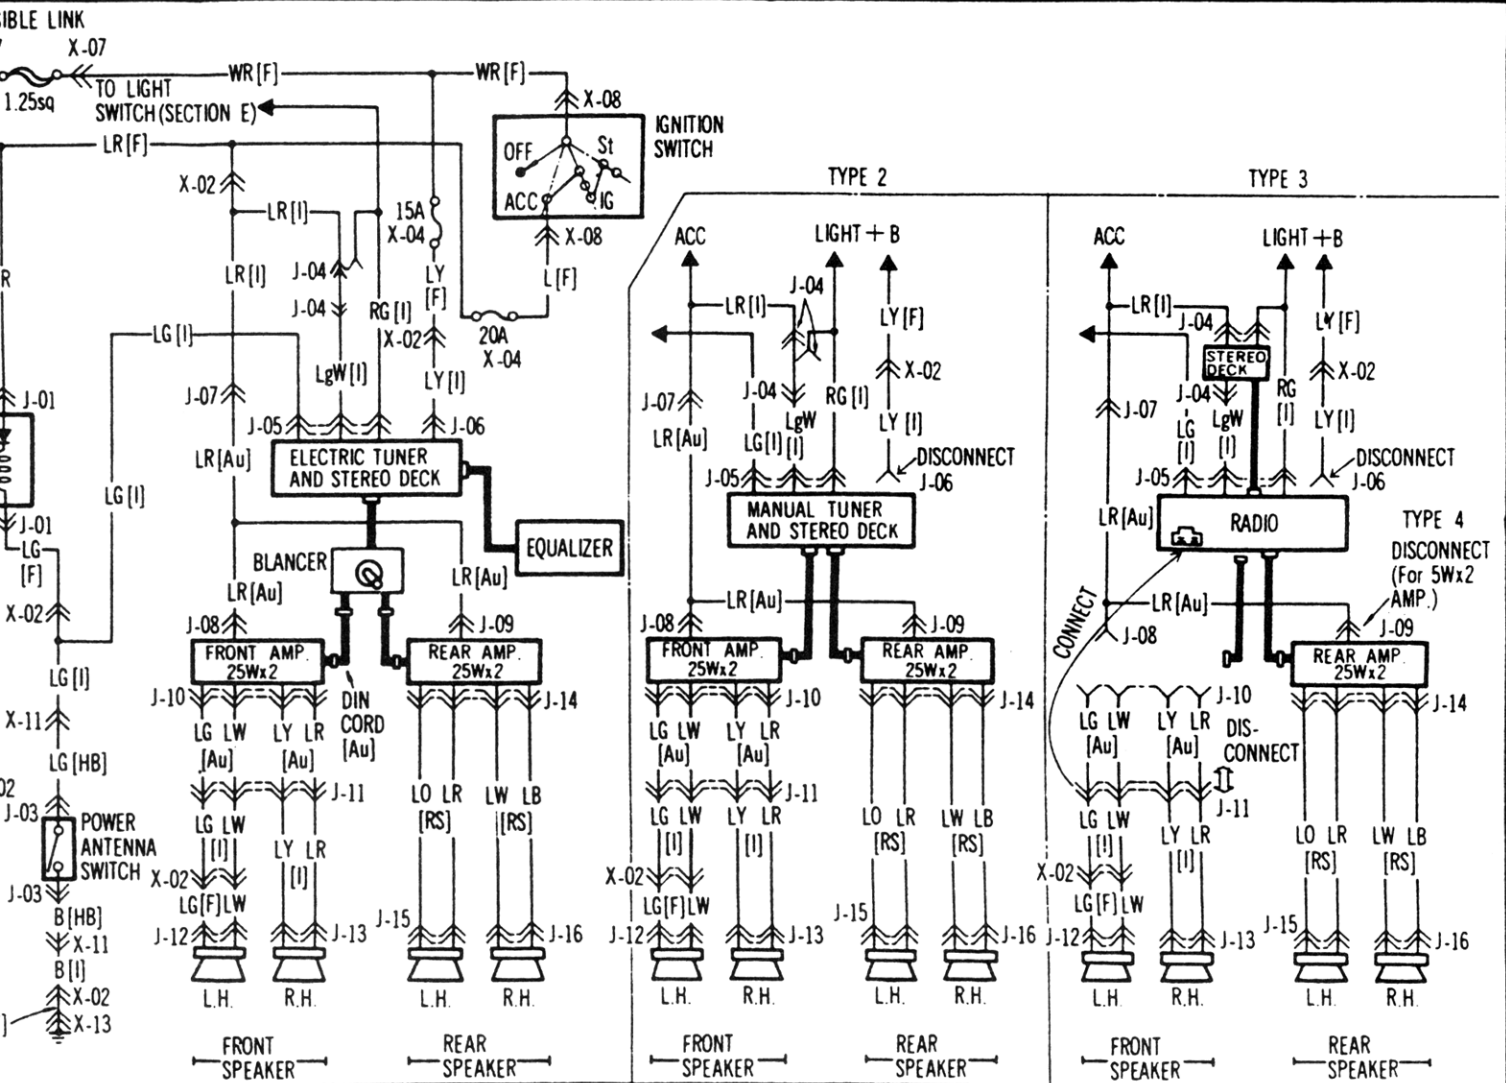 SIBLE LINK
X-07
1.25sq
WR[F]
WR[F]
TO LIGHT
SWITCH(SECTION E)
X-08
IGNITION
SWITCH
OFF
St
ACC
IG
X-08
L[F]
LR[F]
X-02
LR[I]
15A
X-04
LY
[F]
J-04
J-04
LR[I]
RG[I]
X-02
20A
X-04
LG[I]
LgW[I]
LY[I]
R
J-01
J-07
J-05
J-06
LR[Au]
ELECTRIC TUNER
AND STEREO DECK
LG[I]
J-01
LG
[F]
X-02
BLANCER
EQUALIZER
LR[Au]
LR[Au]
J-08
J-09
FRONT AMP.
25Wx2
REAR AMP.
25Wx2
LG[I]
X-11
LG[HB]
02
J-03
POWER
ANTENNA
SWITCH
J-03
B[HB]
X-11
B[I]
X-02
X-13
]
J-10
DIN
CORD
[Au]
J-14
LG LW
LY LR
[Au]
[Au]
J-11
LO LR
LW LB
[RS]
[RS]
LG LW
[I]
LY LR
[I]
X-02
LG[F]LW
J-12
J-13
J-15
J-16
L.H.
R.H.
L.H.
R.H.
FRONT
SPEAKER
REAR
SPEAKER
TYPE 2
ACC
LIGHT+B
J-04
LR[I]
LY[F]
X-02
J-07
J-04
LgW
[I]
RG[I]
LR[Au]
LG[I]
LY[I]
DISCONNECT
J-05
J-06
MANUAL TUNER
AND STEREO DECK
LR[Au]
J-08
J-09
FRONT AMP.
25Wx2
REAR AMP.
25Wx2
J-10
J-14
LG LW
LY LR
[Au]
[Au]
J-11
LG LW
[I]
LY LR
[I]
LO LR
[RS]
LW LB
[RS]
X-02
LG[F]LW
J-12
J-13
J-15
J-16
L.H.
R.H.
L.H.
R.H.
FRONT
SPEAKER
REAR
SPEAKER
TYPE 3
ACC
LIGHT+B
LR[I]
J-04
LY[F]
STEREO
DECK
X-02
J-04
J-07
LG
[I]
LgW
[I]
RG
[I]
LY[I]
DISCONNECT
J-05
J-06
LR[Au]
RADIO
TYPE 4
DISCONNECT
(For 5Wx2
AMP.)
CONNECT
LR[Au]
J-08
J-09
REAR AMP.
25Wx2
J-10
J-14
LG LW
LY LR
[Au]
[Au]
DIS-
CONNECT
J-11
LG LW
[I]
LY LR
[I]
LO LR
[RS]
LW LB
[RS]
X-02
LG[F]LW
J-12
J-13
J-15
J-16
L.H.
R.H.
L.H.
R.H.
FRONT
SPEAKER
REAR
SPEAKER